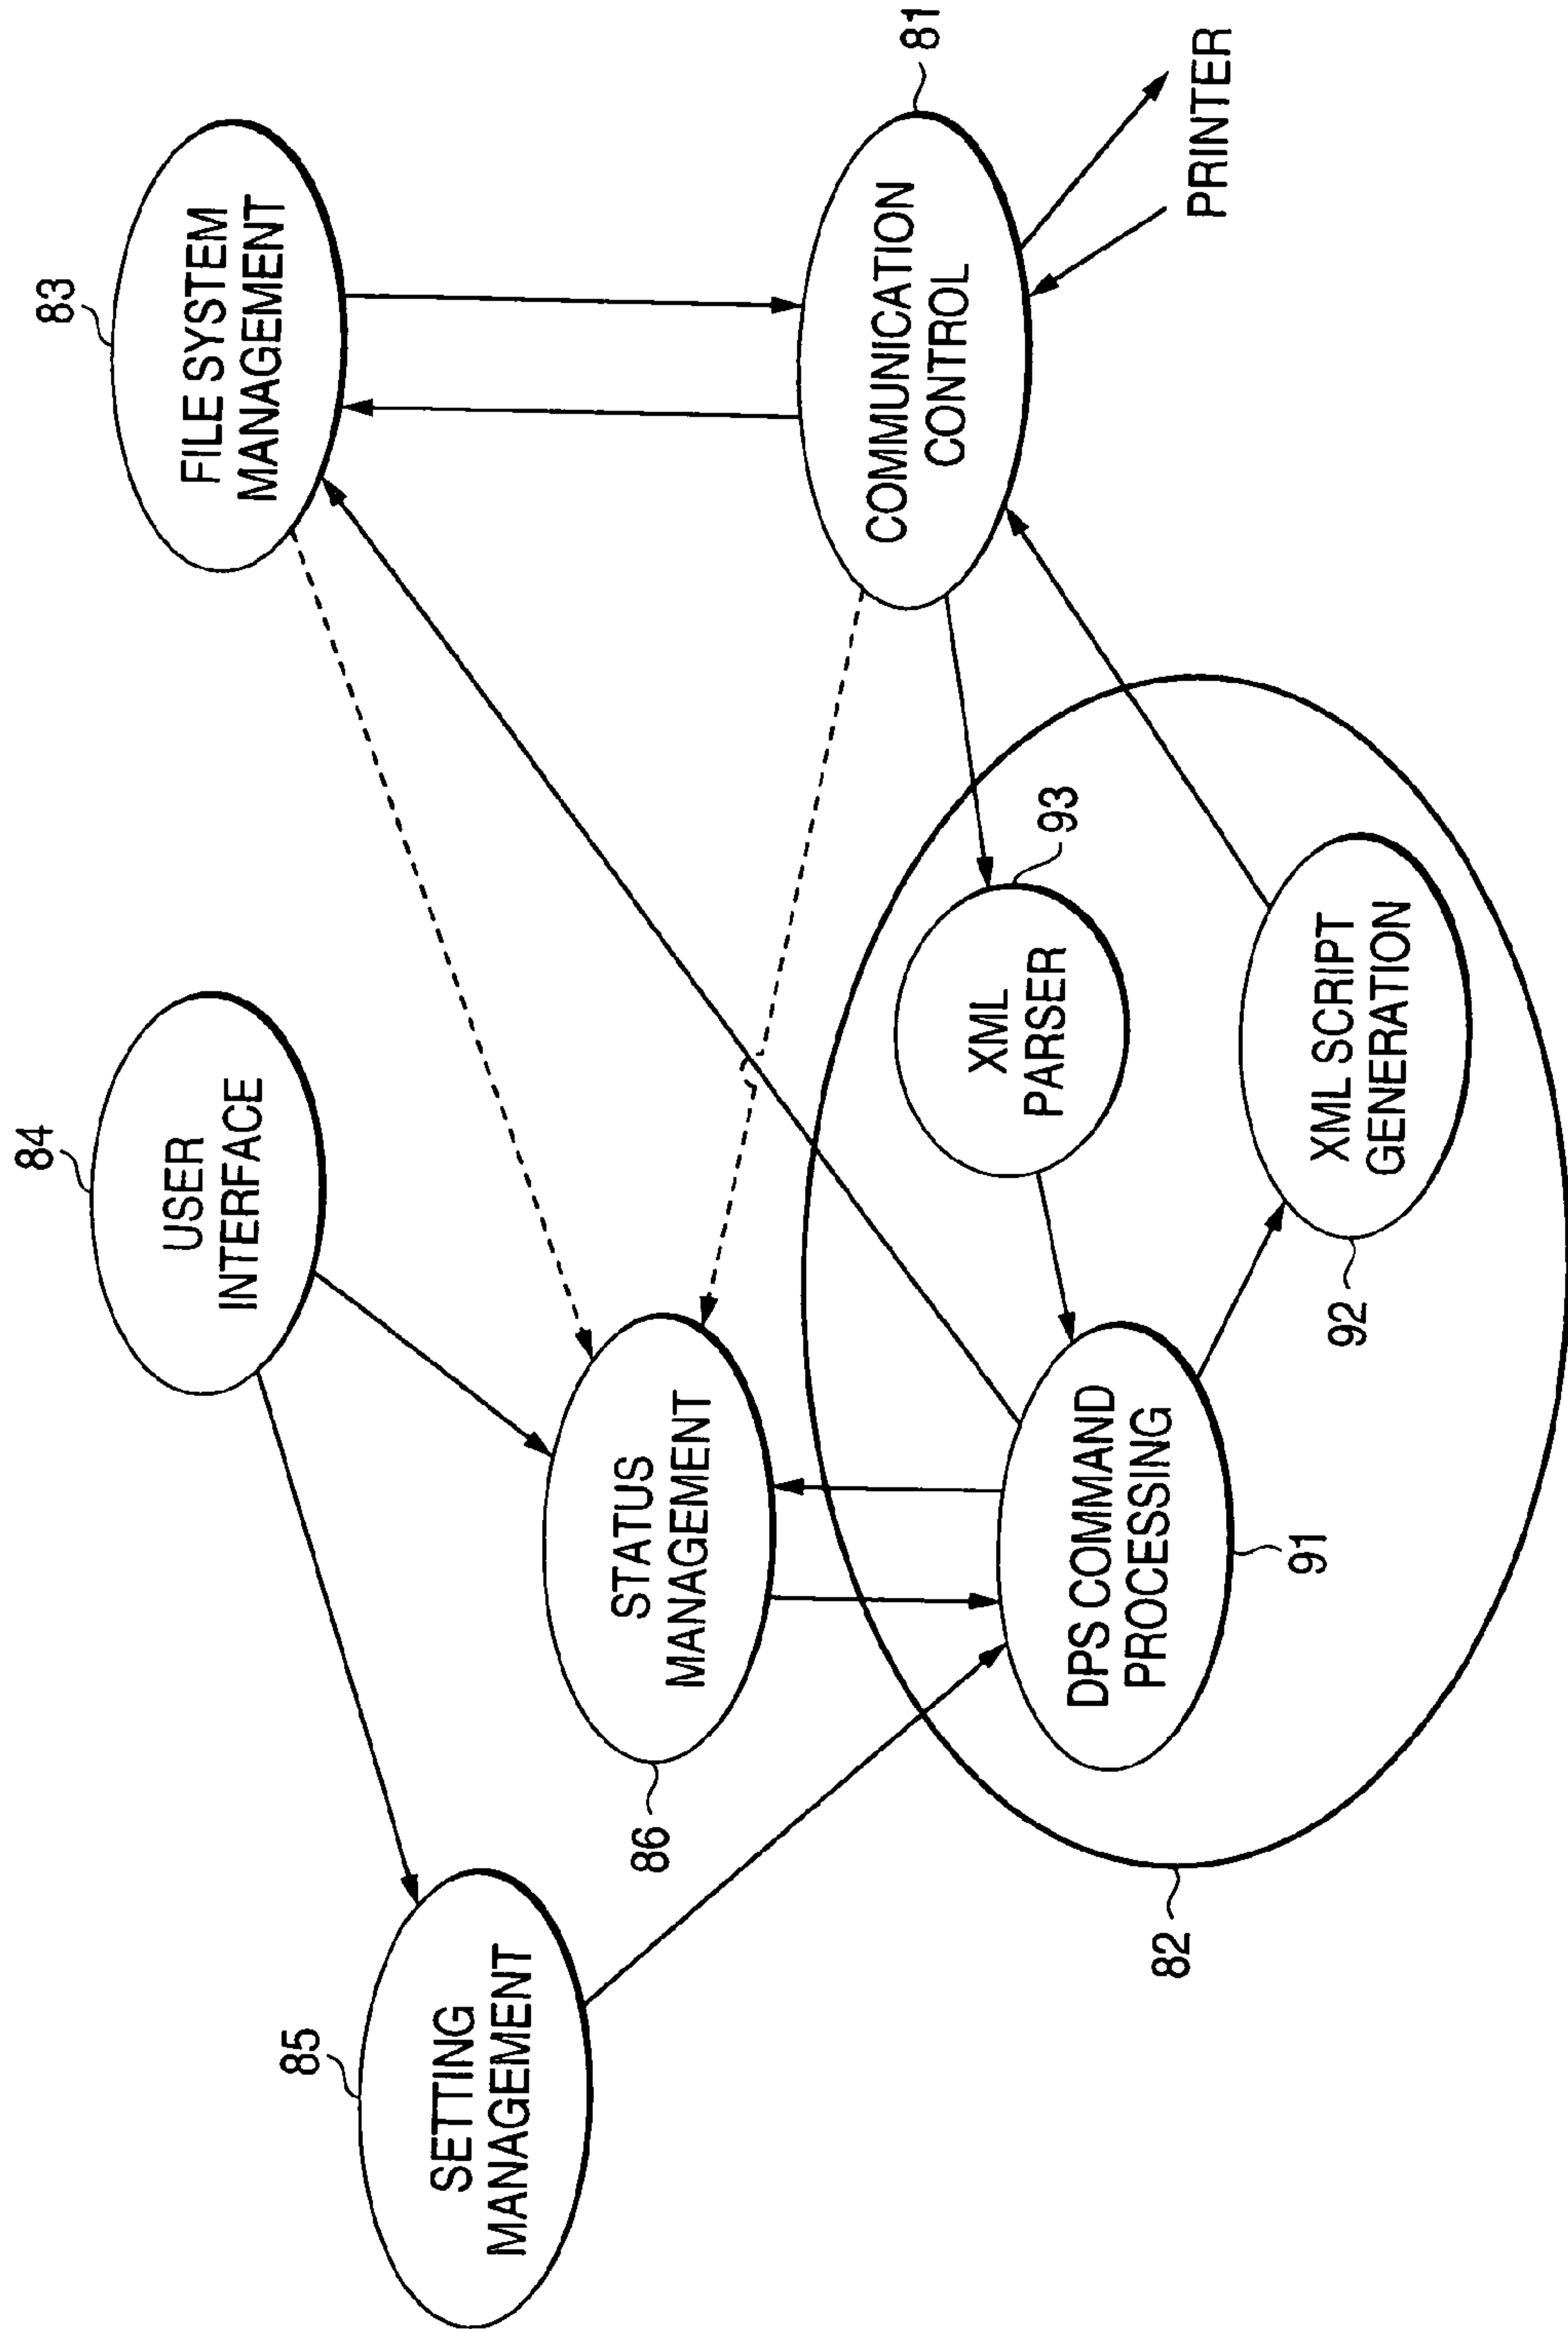 84
USER
INTERFACE
83
FILE SYSTEM
MANAGEMENT
85
SETTING
MANAGEMENT
STATUS
MANAGEMENT
86
81
COMMUNICATION
CONTROL
PRINTER
93
XML
PARSER
DPS COMMAND
PROCESSING
91
XML SCRIPT
GENERATION
92
82